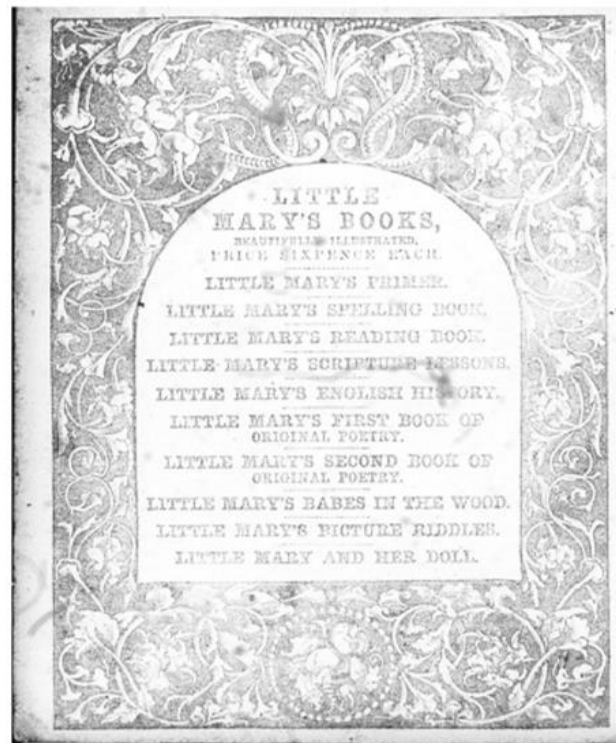 LITTLE
MARY'S BOOKS,
BEAUTIFULLY ILLUSTRATED,
PRICE SIXPENCE EACH.
LITTLE MARY'S PRIMER.
LITTLE MARY'S SPELLING BOOK.
LITTLE MARY'S READING BOOK.
LITTLE MARY'S SCRIPTURE LESSONS.
LITTLE MARY'S ENGLISH HISTORY.
LITTLE MARY'S FIRST BOOK OF
ORIGINAL POETRY.
LITTLE MARY'S SECOND BOOK OF
ORIGINAL POETRY.
LITTLE MARY'S BABES IN THE WOOD.
LITTLE MARY'S PICTURE RIDDLES.
LITTLE MARY AND HER DOLL.